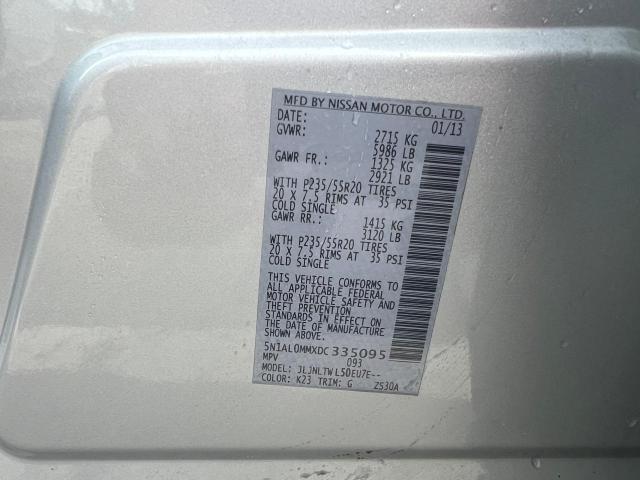 MFD BY NISSAN MOTOR CO., LTD.
DATE: 01/13
GVWR: 2715 KG
5986 LB
GAWR FR.: 1325 KG
2921 LB
WITH P235/55R20 TIRES
20 X 7.5 RIMS AT 35 PSI
COLD SINGLE
GAWR RR.: 1415 KG
3120 LB
WITH P235/55R20 TIRES
20 X 7.5 RIMS AT 35 PSI
COLD SINGLE
THIS VEHICLE CONFORMS TO
ALL APPLICABLE FEDERAL
MOTOR VEHICLE SAFETY AND
THEFT PREVENTION
STANDARDS IN EFFECT ON
THE DATE OF MANUFACTURE
SHOWN ABOVE.
5N1AL0MMXDC335095
MPV 093
MODEL: JLJNLTWL50EU7E--
COLOR: K23 TRIM: G ZS30A